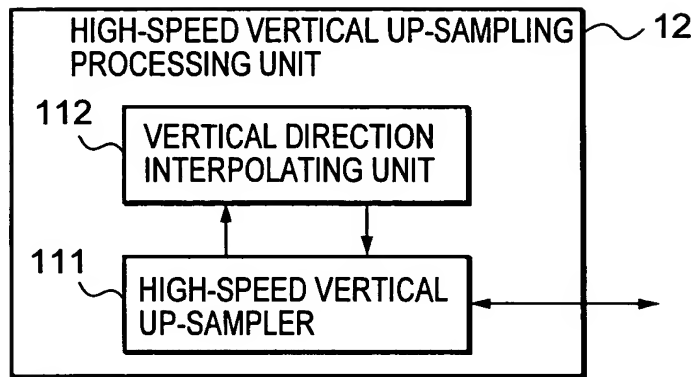 HIGH-SPEED VERTICAL UP-SAMPLING
PROCESSING UNIT
12
112
VERTICAL DIRECTION
INTERPOLATING UNIT
111
HIGH-SPEED VERTICAL
UP-SAMPLER